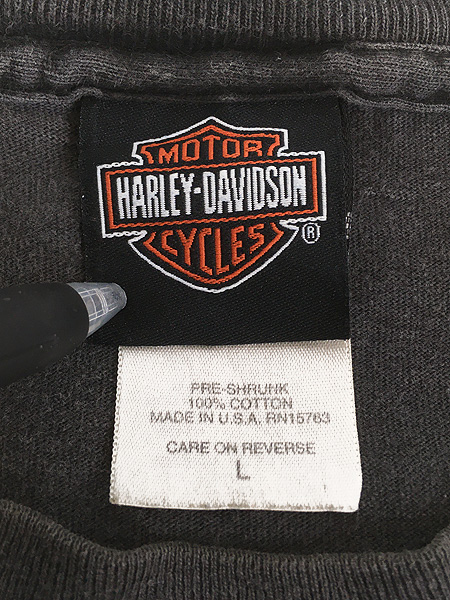 MOTOR
HARLEY-DAVIDSON
CYCLES
®
PRE-SHRUNK
100% COTTON
MADE IN U.S.A. RN15763
CARE ON REVERSE
L